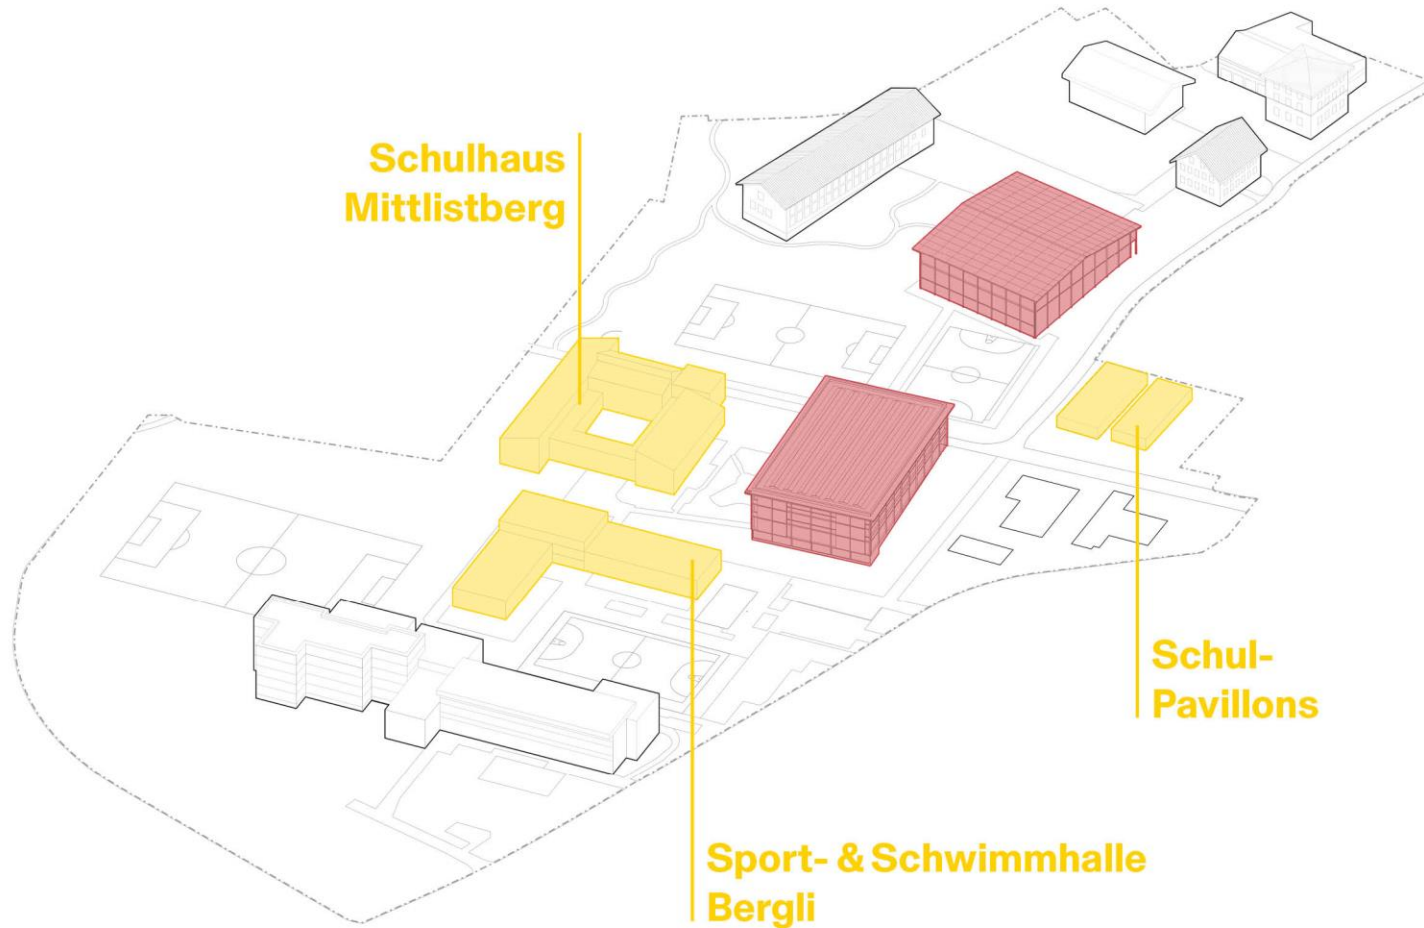 Schulhaus
Mittlistberg
Schul-
Pavillons
Sport- & Schwimmhalle
Bergli